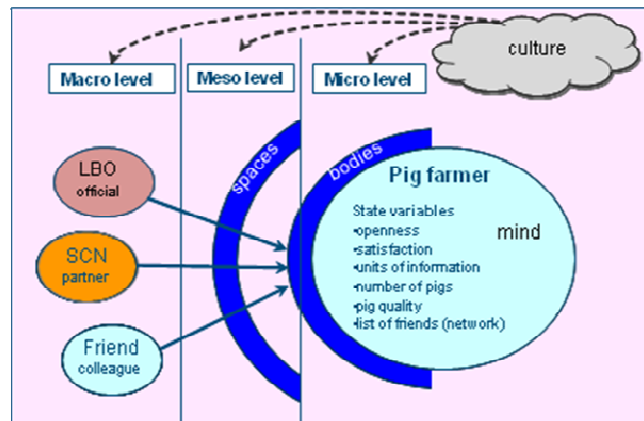 culture
Macro level
Meso level
Micro level
spaces
bodies
LBO
official
SCN
partner
Friend
colleague
Pig farmer
State variables
•openness
•satisfaction
•units of information
•number of pigs
•pig quality
•list of friends (network)
mind